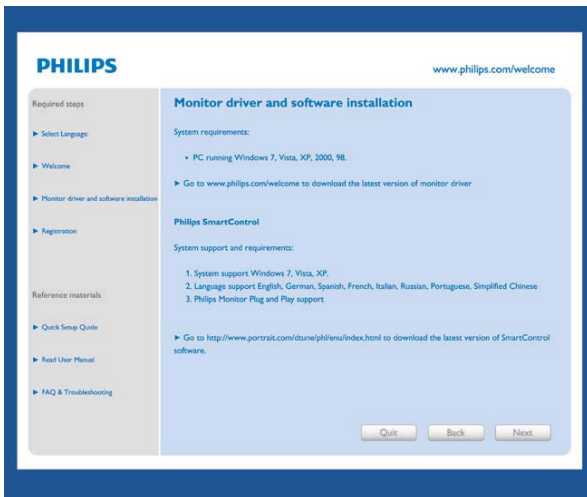 PHILIPS
www.philips.com/welcome
Required steps
▶ Select Language:
▶ Welcome
▶ Monitor driver and software installation
▶ Registration
Reference materials
▶ Quick Setup Quide
▶ Read User Manual
▶ FAQ & Troubleshooting
Monitor driver and software installation
System requirements:
• PC running Windows 7, Vista, XP, 2000, 98.
▶ Go to www.philips.com/welcome to download the latest version of monitor driver
Philips SmartControl
System support and requirements:
1. System support Windows 7, Vista, XP.
2. Language support English, German, Spanish, French, Italian, Russian, Portuguese, Simplified Chinese
3. Philips Monitor Plug and Play support
▶ Go to http://www.portrait.com/dtune/phl/enu/index.html to download the latest version of SmartControl
software.
Quit Back Next